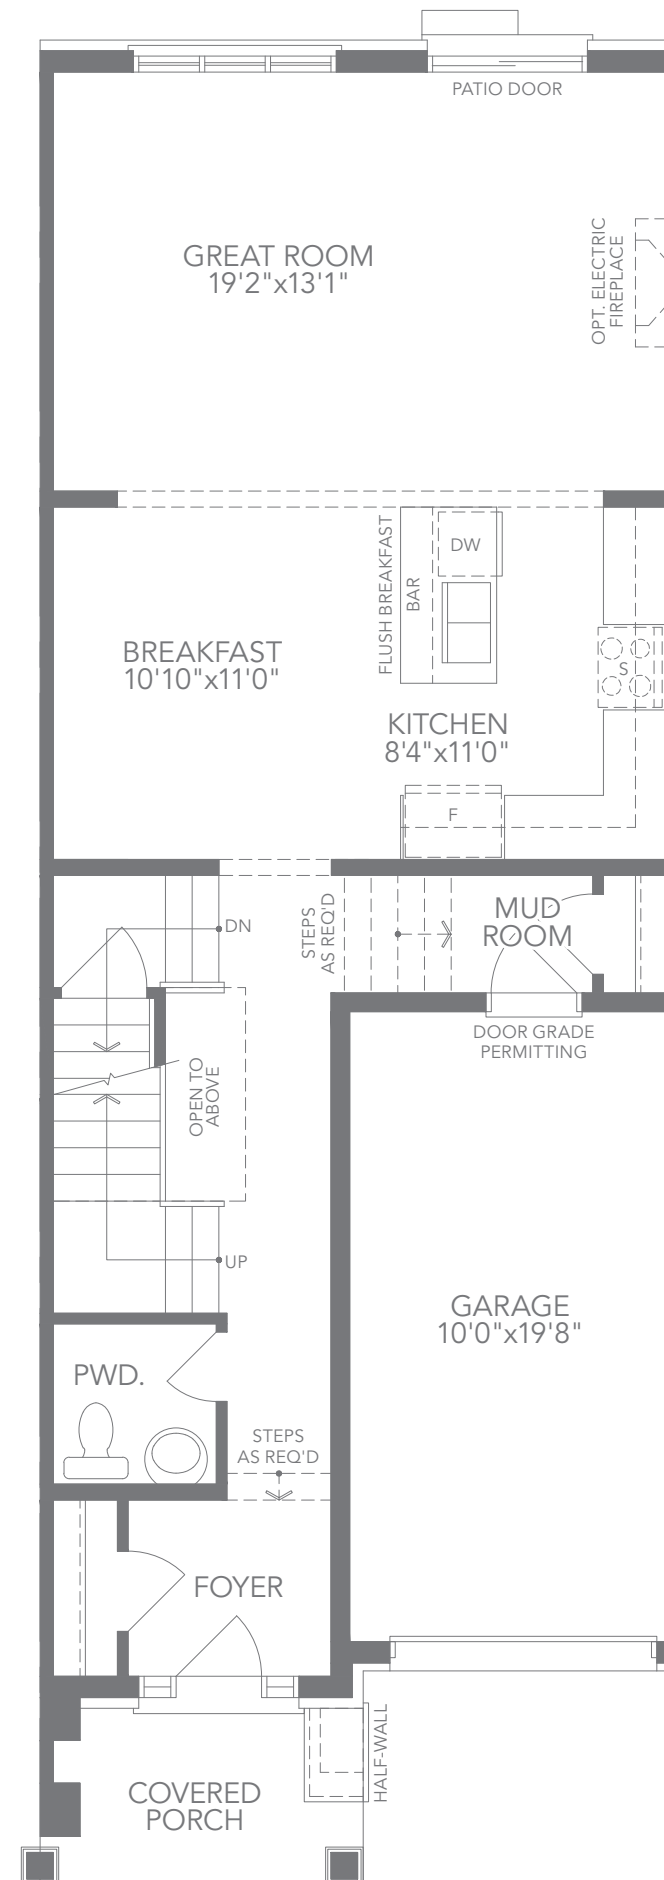 PATIO DOOR
GREAT ROOM
19'2"x13'1"
OPT. ELECTRIC
FIREPLACE
FLUSH BREAKFAST
BAR
DW
BREAKFAST
10'10"x11'0"
S
KITCHEN
8'4"x11'0"
F
DN
STEPS
AS REQ'D
MUD
ROOM
DOOR GRADE
PERMITTING
OPEN TO
ABOVE
UP
GARAGE
10'0"x19'8"
PWD.
STEPS
AS REQ'D
FOYER
HALF-WALL
COVERED
PORCH